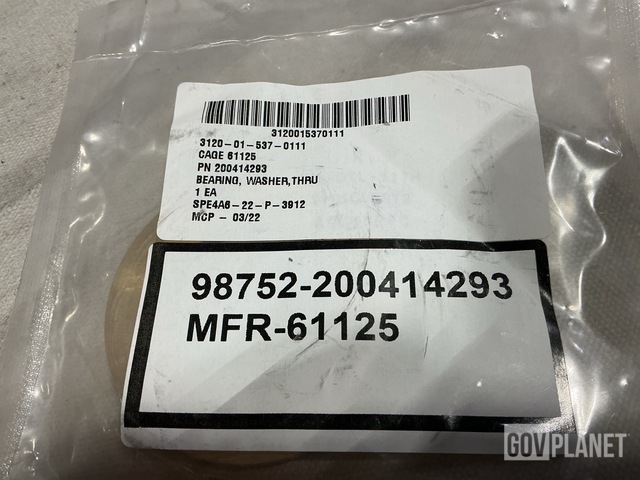 3120015370111
3120-01-537-0111
CAGE 61125
PN 200414293
BEARING, WASHER,THRU
1 EA
SPE4A6-22-P-3912
MCP - 03/22
98752-200414293
MFR-61125
GOVPLANET